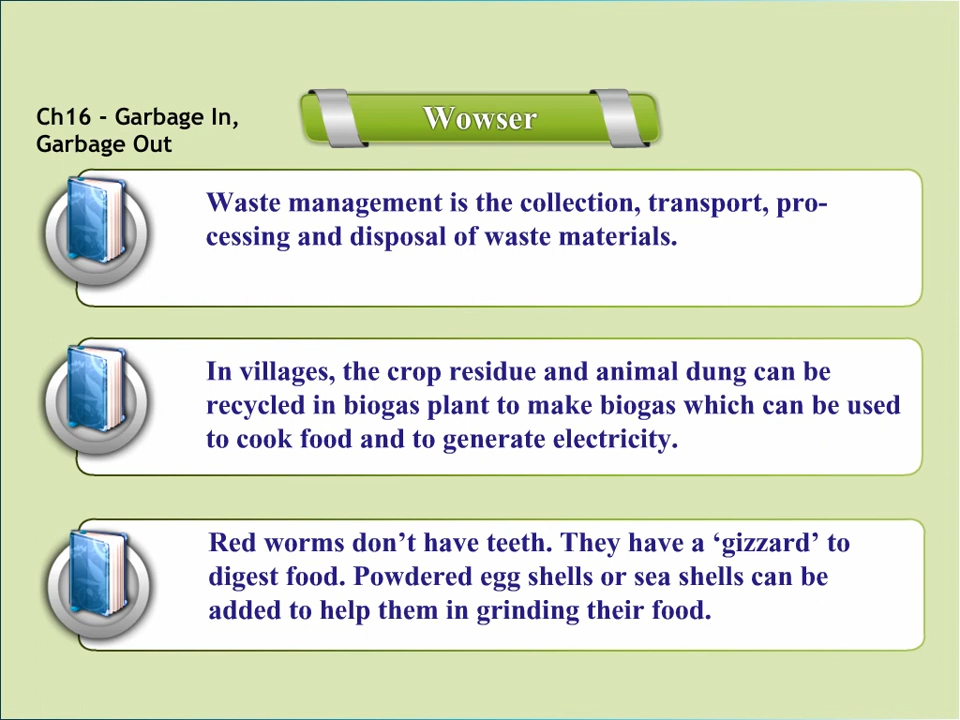 Ch16 - Garbage In,
Garbage Out
Wowser
Waste management is the collection, transport, pro-
cessing and disposal of waste materials.
In villages, the crop residue and animal dung can be
recycled in biogas plant to make biogas which can be used
to cook food and to generate electricity.
Red worms don’t have teeth. They have a ‘gizzard’ to
digest food. Powdered egg shells or sea shells can be
added to help them in grinding their food.